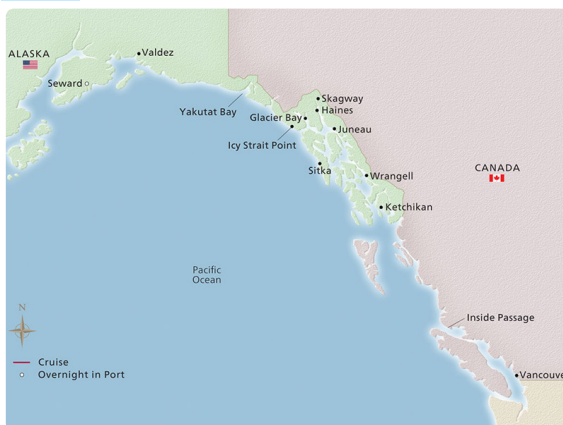 Valdez
ALASKA
Seward
Skagway
Haines
Yakutat Bay
Glacier Bay
Juneau
Icy Strait Point
Sitka
Wrangell
CANADA
Ketchikan
Pacific
Ocean
N
Inside Passage
Cruise
Overnight in Port
Vancouve